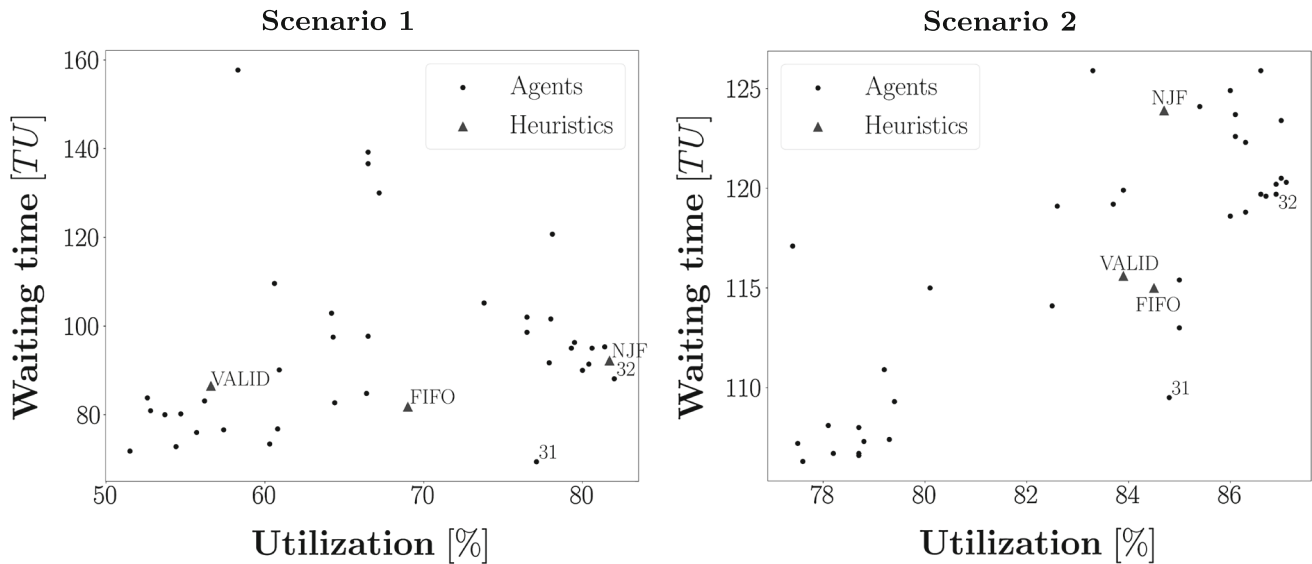 Scenario 1
Waiting time [TU]
160
140
120
100
80
Agents
Heuristics
VALID
FIFO
NJF
32
31
50
60
70
80
Utilization [%]
Scenario 2
Waiting time [TU]
125
120
115
110
Agents
Heuristics
NJF
32
VALID
FIFO
31
78
80
82
84
86
Utilization [%]